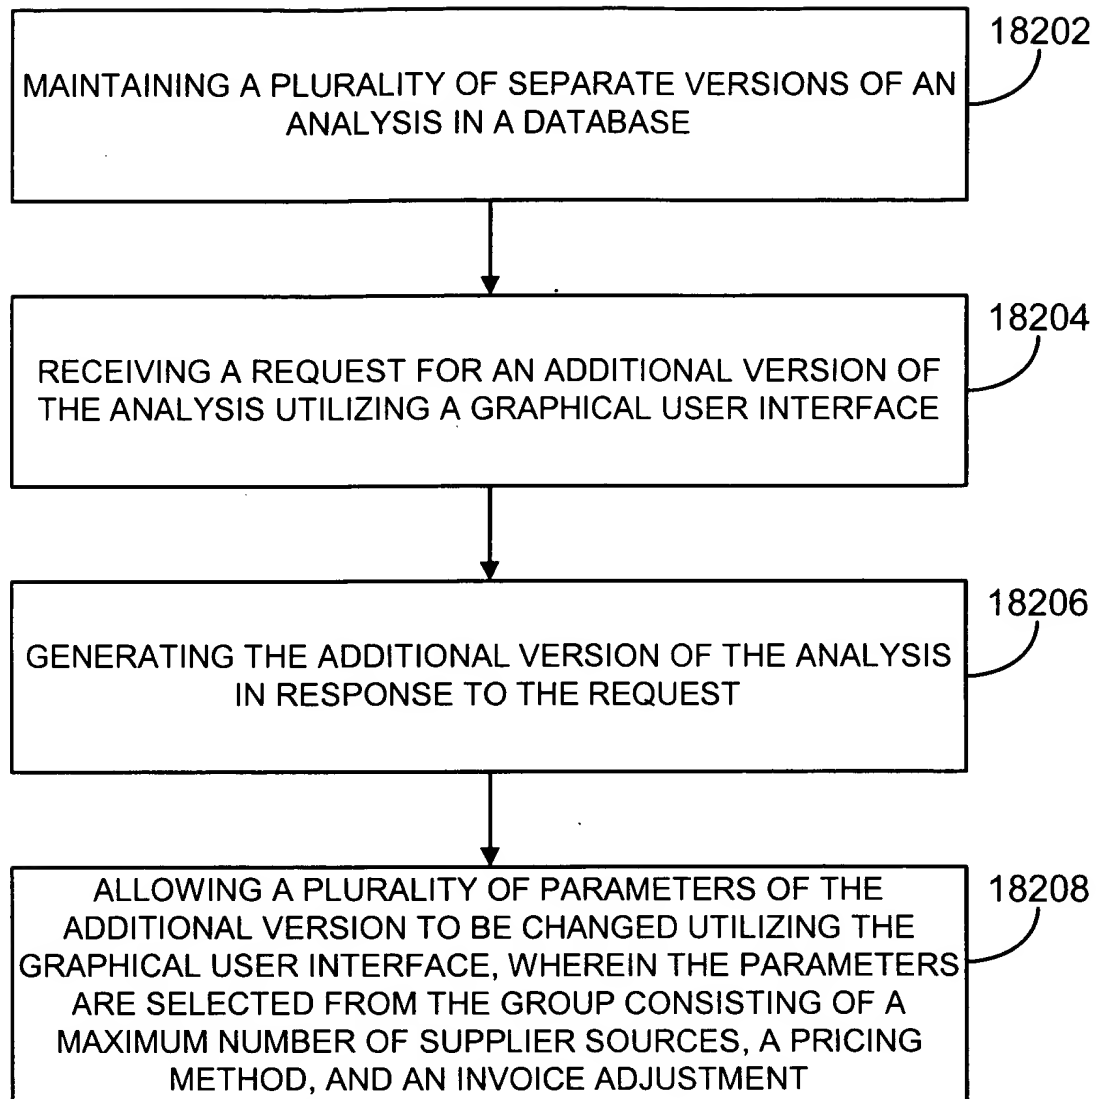 18202
MAINTAINING A PLURALITY OF SEPARATE VERSIONS OF AN
ANALYSIS IN A DATABASE
18204
RECEIVING A REQUEST FOR AN ADDITIONAL VERSION OF
THE ANALYSIS UTILIZING A GRAPHICAL USER INTERFACE
18206
GENERATING THE ADDITIONAL VERSION OF THE ANALYSIS
IN RESPONSE TO THE REQUEST
18208
ALLOWING A PLURALITY OF PARAMETERS OF THE
ADDITIONAL VERSION TO BE CHANGED UTILIZING THE
GRAPHICAL USER INTERFACE, WHEREIN THE PARAMETERS
ARE SELECTED FROM THE GROUP CONSISTING OF A
MAXIMUM NUMBER OF SUPPLIER SOURCES, A PRICING
METHOD, AND AN INVOICE ADJUSTMENT